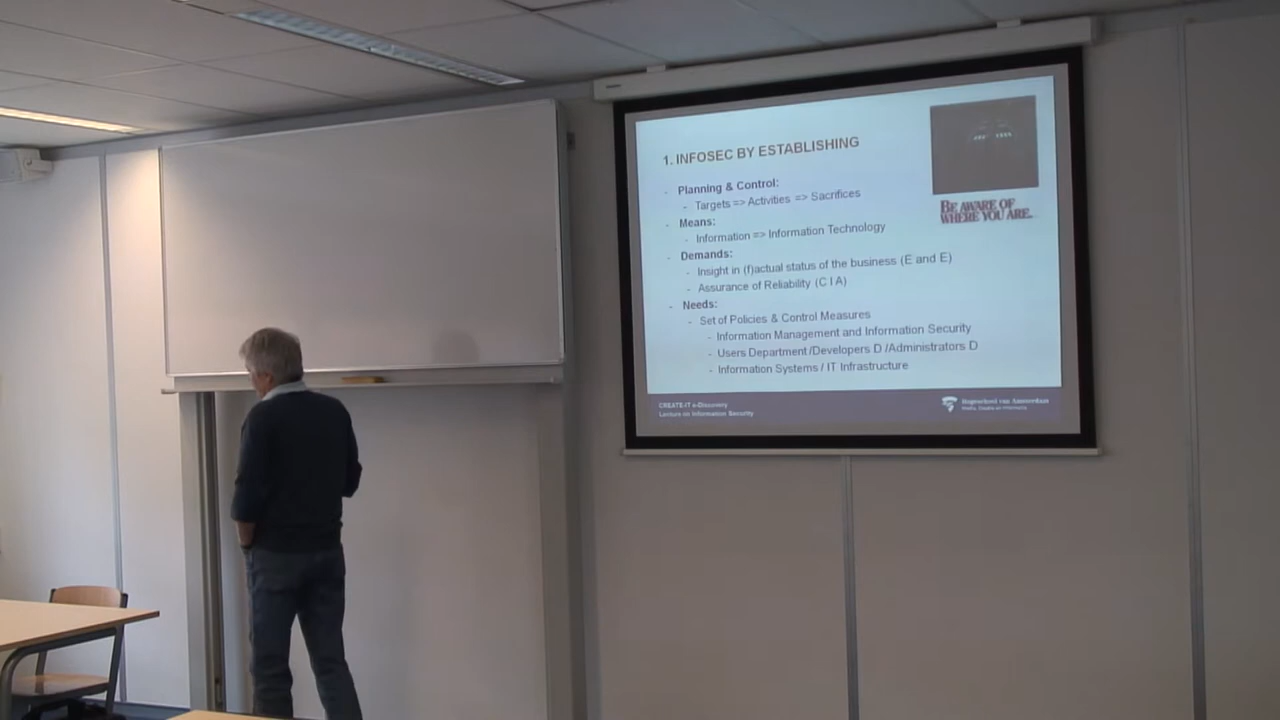 1. INFOSEC BY ESTABLISHING
- Planning & Control:
- Targets => Activities => Sacrifices
- Means:
- Information => Information Technology
- Demands:
- Insight in (f)actual status of the business (E and E)
- Assurance of Reliability (C I A)
- Needs:
- Set of Policies & Control Measures
- Information Management and Information Security
- Users Department/Developers D /Administrators D
- Information Systems / IT Infrastructure
BE AWARE OF
WHERE YOU ARE.
CREATE-IT e-Discovery
Lecture on Information Security
Hogeschool van Amsterdam